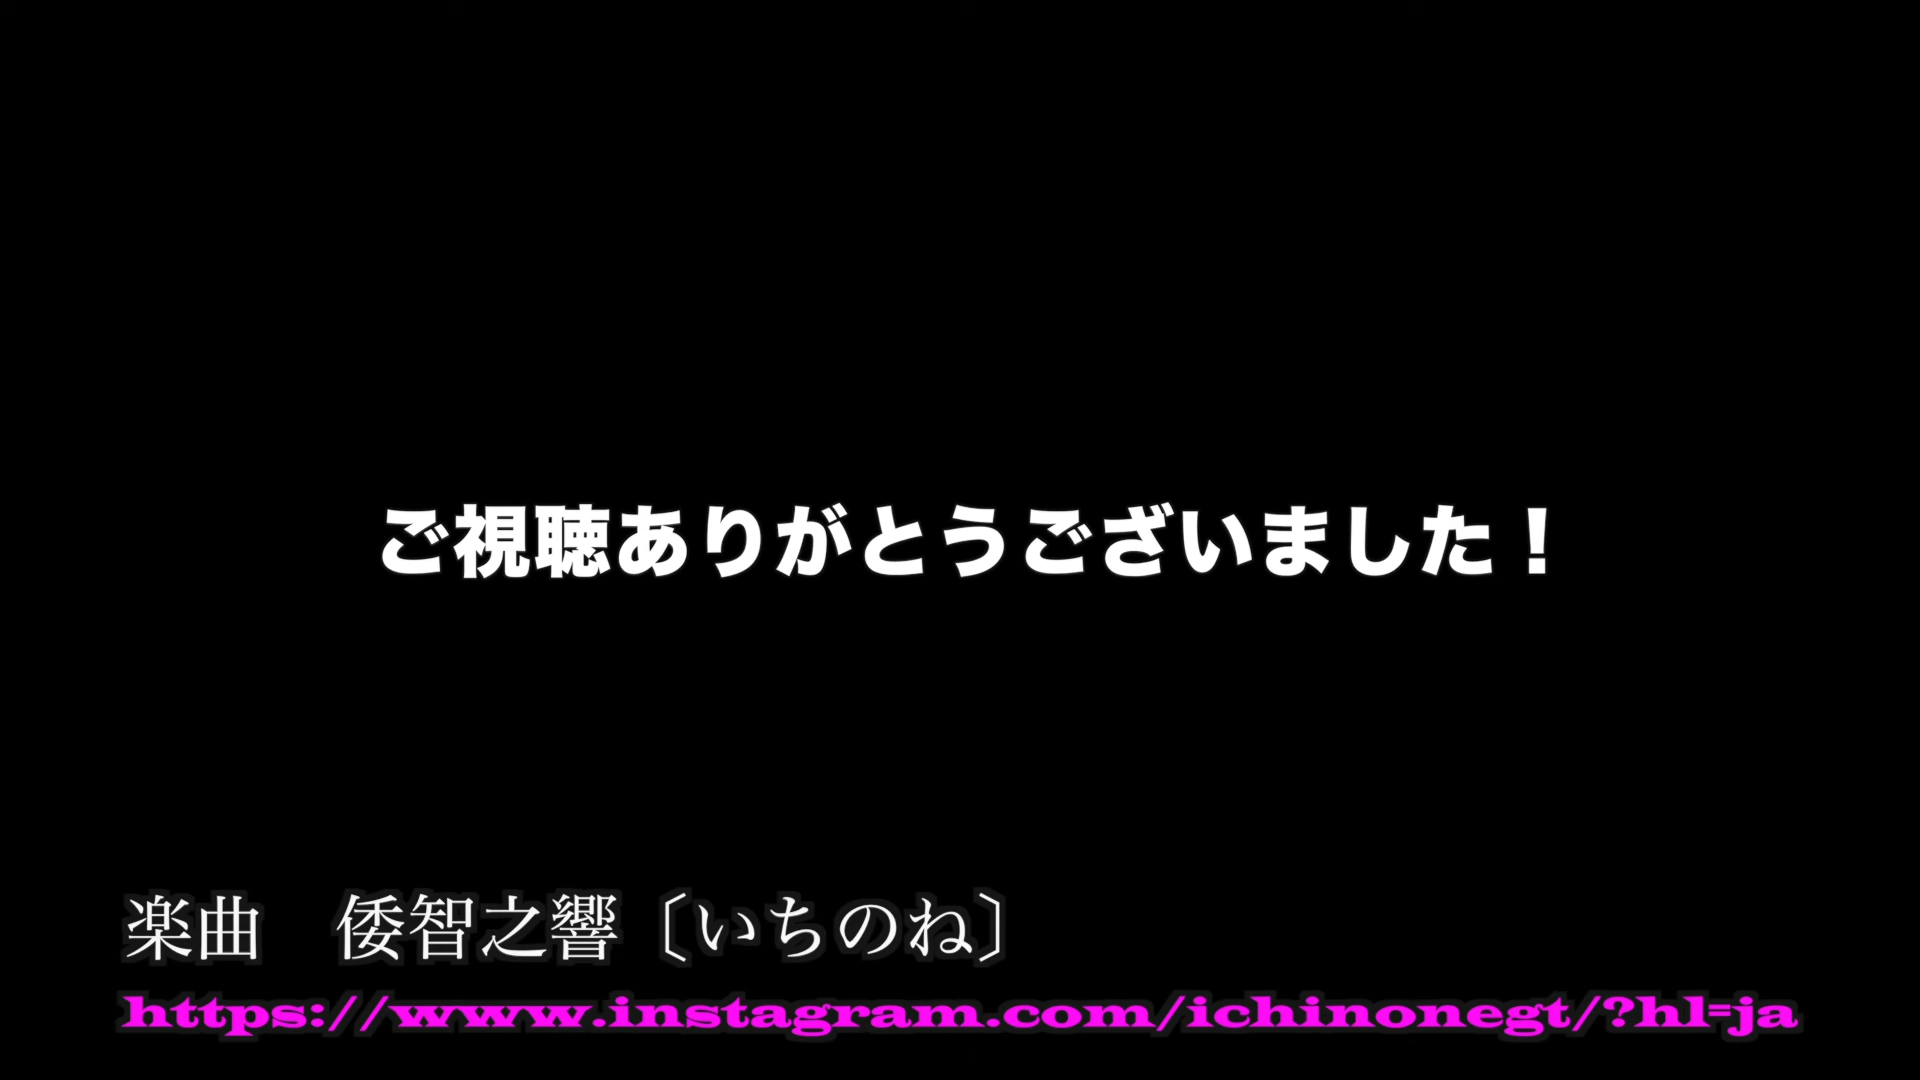 ご視聴ありがとうございました！
楽曲　倭智之響〔いちのね〕
https://www.instagram.com/ichinonegt/?hl=ja